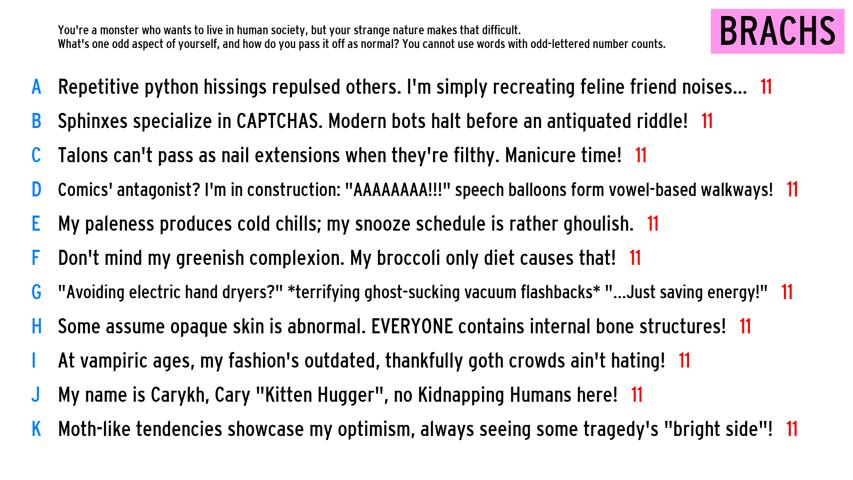 You're a monster who wants to live in human society, but your strange nature makes that difficult.
What's one odd aspect of yourself, and how do you pass it off as normal? You cannot use words with odd-lettered number counts.
BRACHS
A Repetitive python hissings repulsed others. I'm simply recreating feline friend noises... 11
B Sphinxes specialize in CAPTCHAS. Modern bots halt before an antiquated riddle! 11
C Talons can't pass as nail extensions when they're filthy. Manicure time! 11
D Comics' antagonist? I'm in construction: "AAAAAAAA!!!" speech balloons form vowel-based walkways! 11
E My paleness produces cold chills; my snooze schedule is rather ghoulish. 11
F Don't mind my greenish complexion. My broccoli only diet causes that! 11
G "Avoiding electric hand dryers?" *terrifying ghost-sucking vacuum flashbacks* "...Just saving energy!" 11
H Some assume opaque skin is abnormal. EVERYONE contains internal bone structures! 11
I At vampiric ages, my fashion's outdated, thankfully goth crowds ain't hating! 11
J My name is Carykh, Cary "Kitten Hugger", no Kidnapping Humans here! 11
K Moth-like tendencies showcase my optimism, always seeing some tragedy's "bright side"! 11